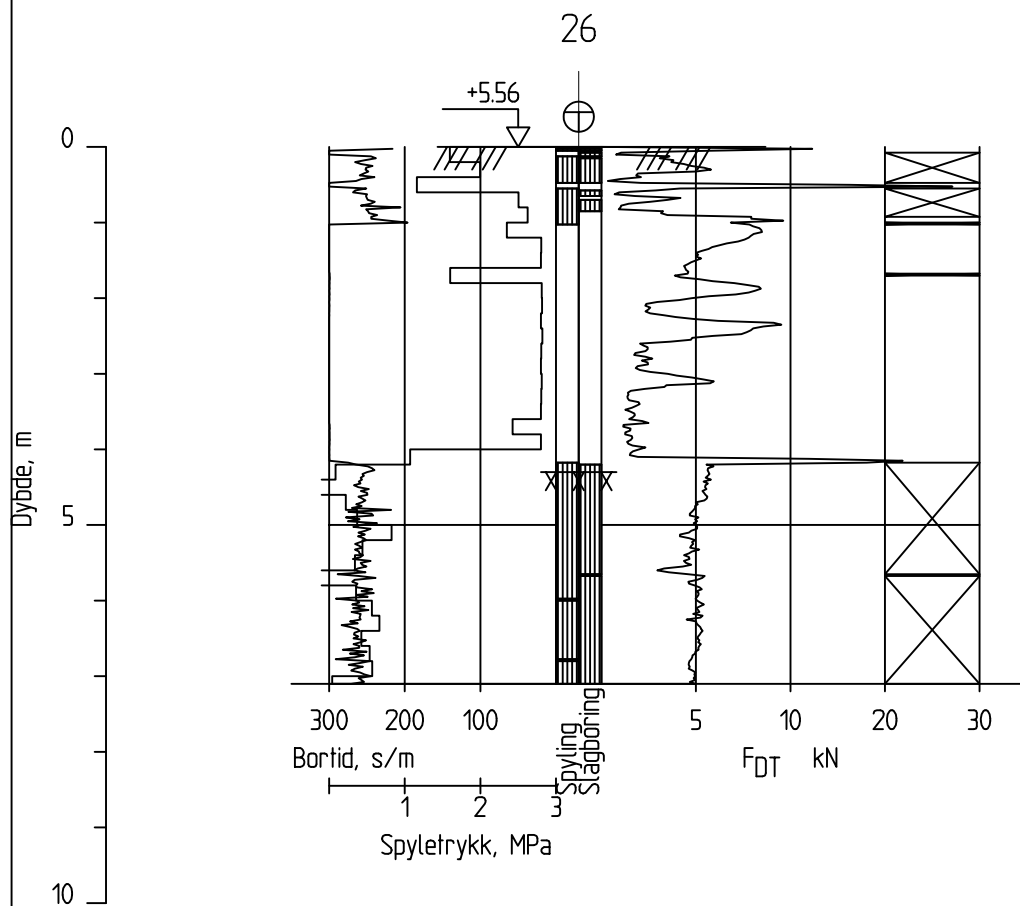 26
+5.56
0
Dybde, m
5
10
300 200 100 5 10 20 30
Bortid, s/m
Spyling
Slagboring
F_DT kN
1 2 3
Spyletrykk, MPa